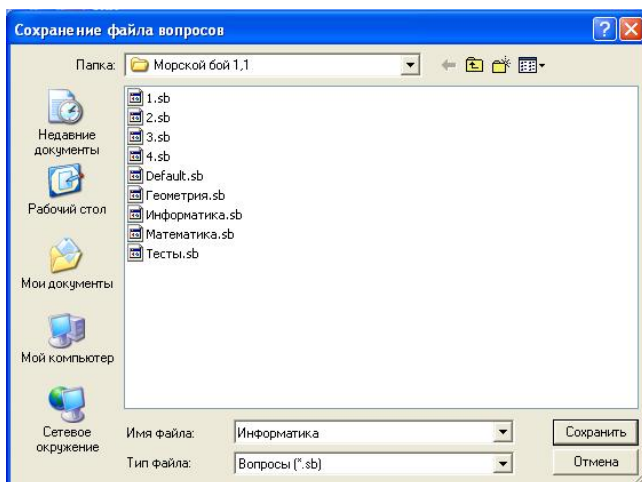 Сохранение файла вопросов
Папка: Морской бой 1,1
1.sb
2.sb
3.sb
4.sb
Default.sb
Геометрия.sb
Информатика.sb
Математика.sb
Тесты.sb
Недавние
документы
Рабочий стол
Мои документы
Мой компьютер
Сетевое
окружение
Имя файла: Информатика Сохранить
Тип файла: Вопросы (*.sb) Отмена